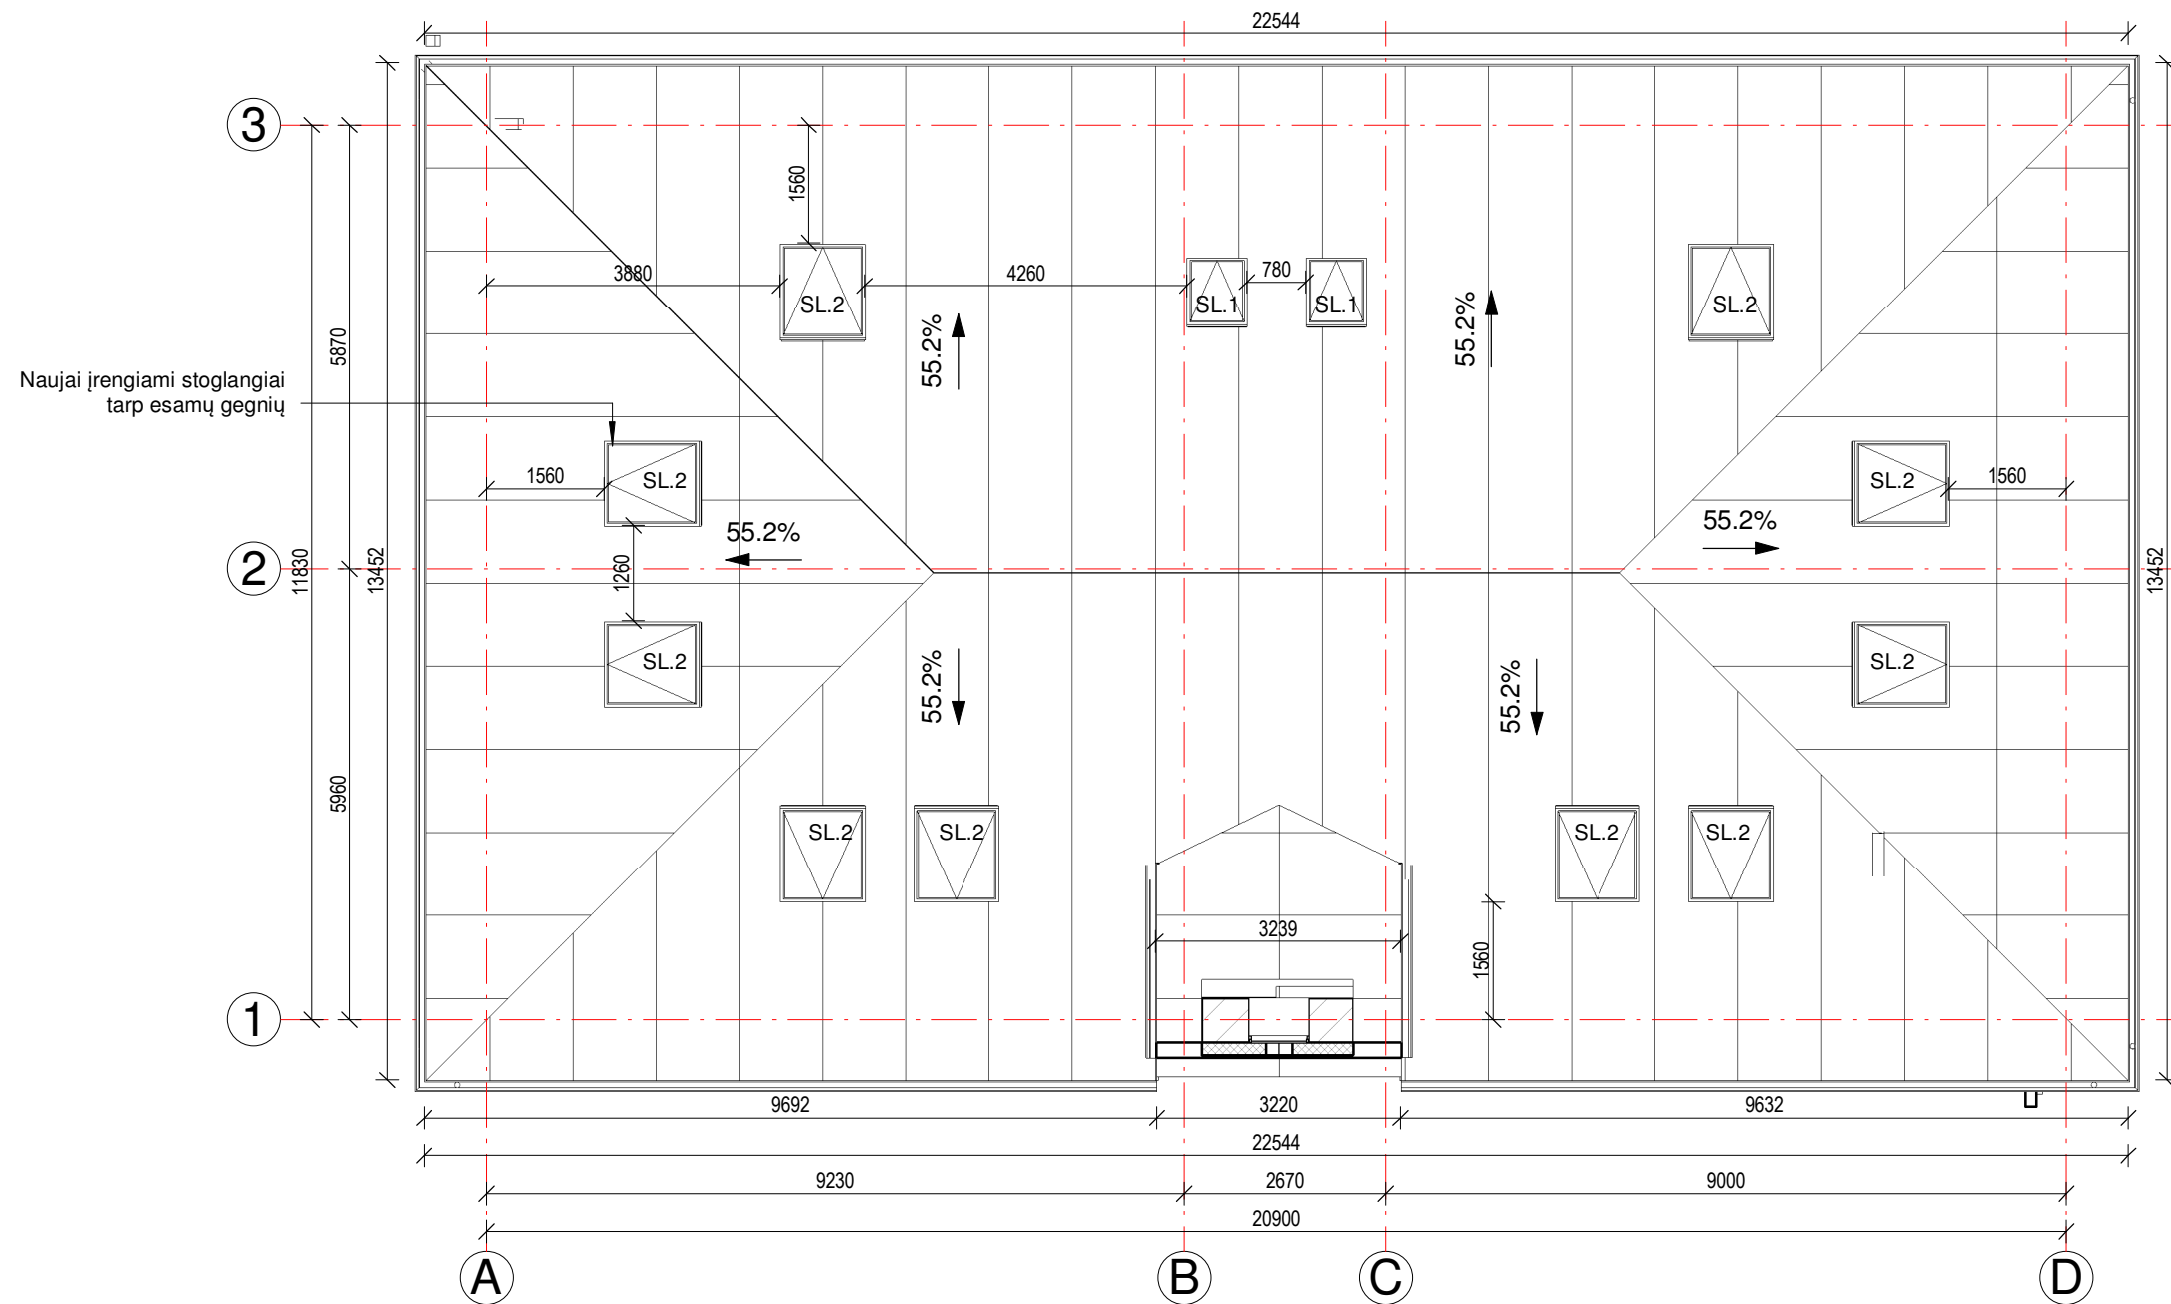 22544
3
1560
3880
SL.2
4260
SL.1
780
SL.1
SL.2
55.2%
55.2%
5870
Naujai įrengiami stoglangiai
tarp esamų gegnių
1560
SL.2
SL.2
1560
55.2%
55.2%
2
11830
13452
1260
13452
SL.2
SL.2
55.2%
55.2%
5960
SL.2
SL.2
SL.2
SL.2
3239
1560
1
9692
3220
9632
22544
9230
2670
9000
20900
A
B
C
D